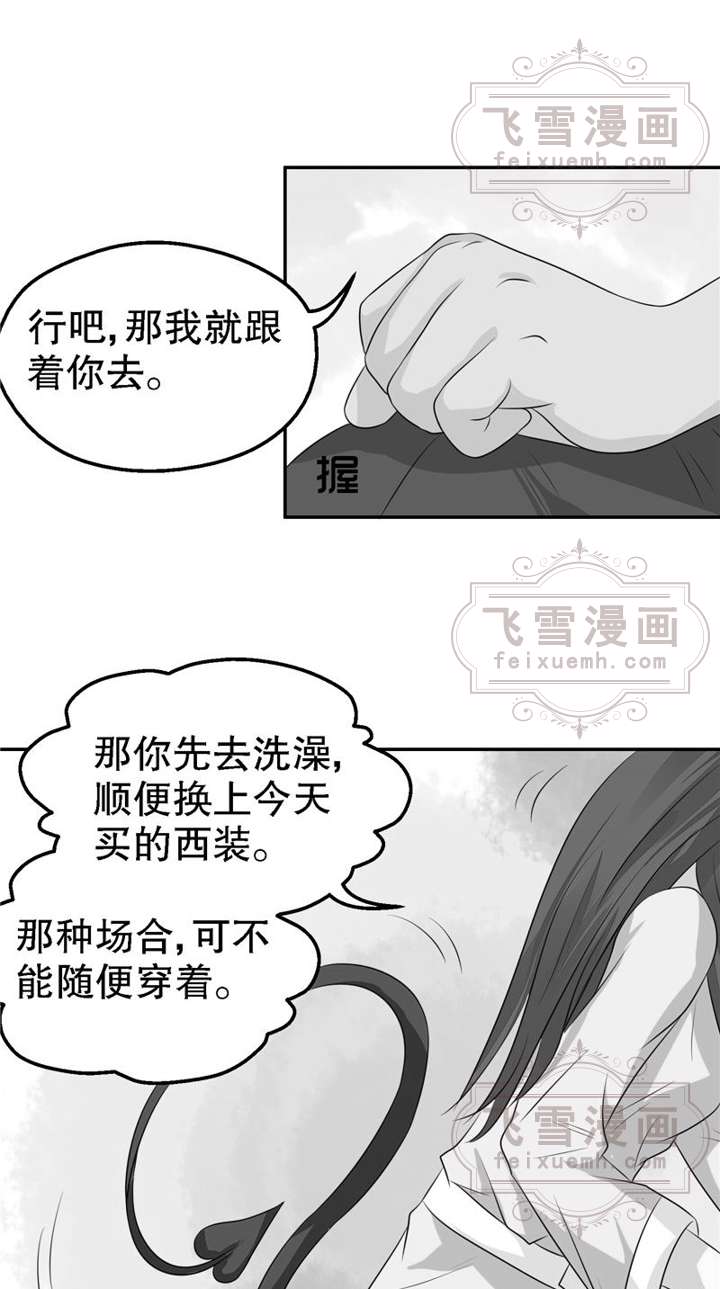 飞雪漫画
feixuemh.com
行吧,那我就跟
着你去。
握
飞雪漫画
feixuemh.com
那你先去洗澡,
顺便换上今天
买的西装。
那种场合,可不
能随便穿着。
飞雪漫画
feixuemh.com